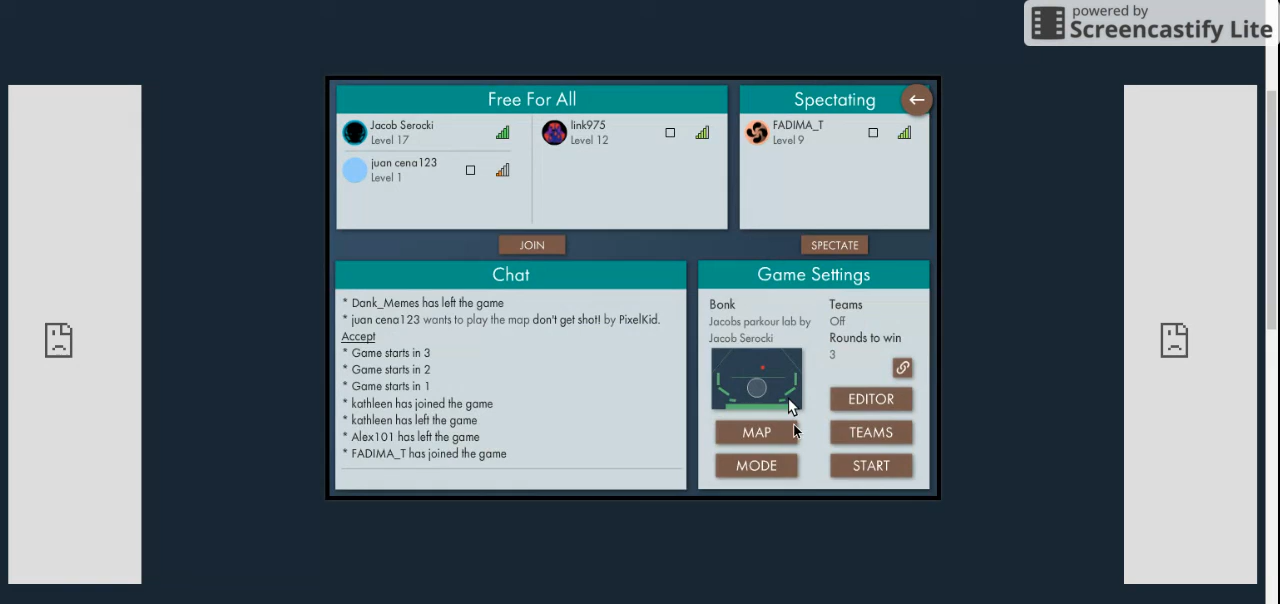 powered by
Screencastify Lite
Free For All
Spectating
Jacob Serocki
Level 17
link975
Level 12
FADIMA_T
Level 9
juan cena123
Level 1
JOIN
SPECTATE
Chat
* Dank_Memes has left the game
* juan cena123 wants to play the map don't get shot! by PixelKid.
Accept
* Game starts in 3
* Game starts in 2
* Game starts in 1
* kathleen has joined the game
* kathleen has left the game
* Alex101 has left the game
* FADIMA_T has joined the game
Game Settings
Bonk
Jacobs parkour lab by
Jacob Serocki
Teams
Off
Rounds to win
3
EDITOR
MAP
TEAMS
MODE
START